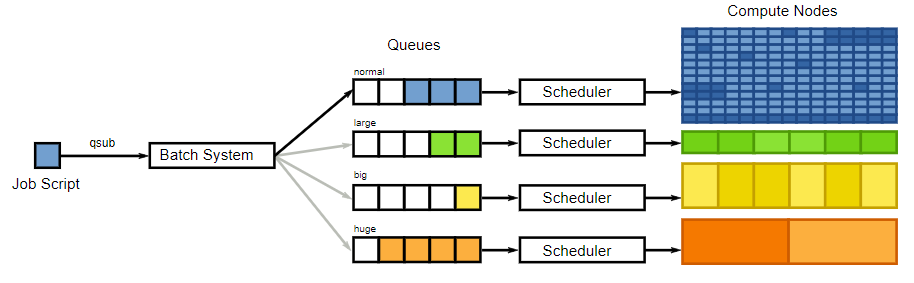 Compute Nodes
Queues
normal
Scheduler
large
Scheduler
qsub
Batch System
Job Script
big
Scheduler
huge
Scheduler